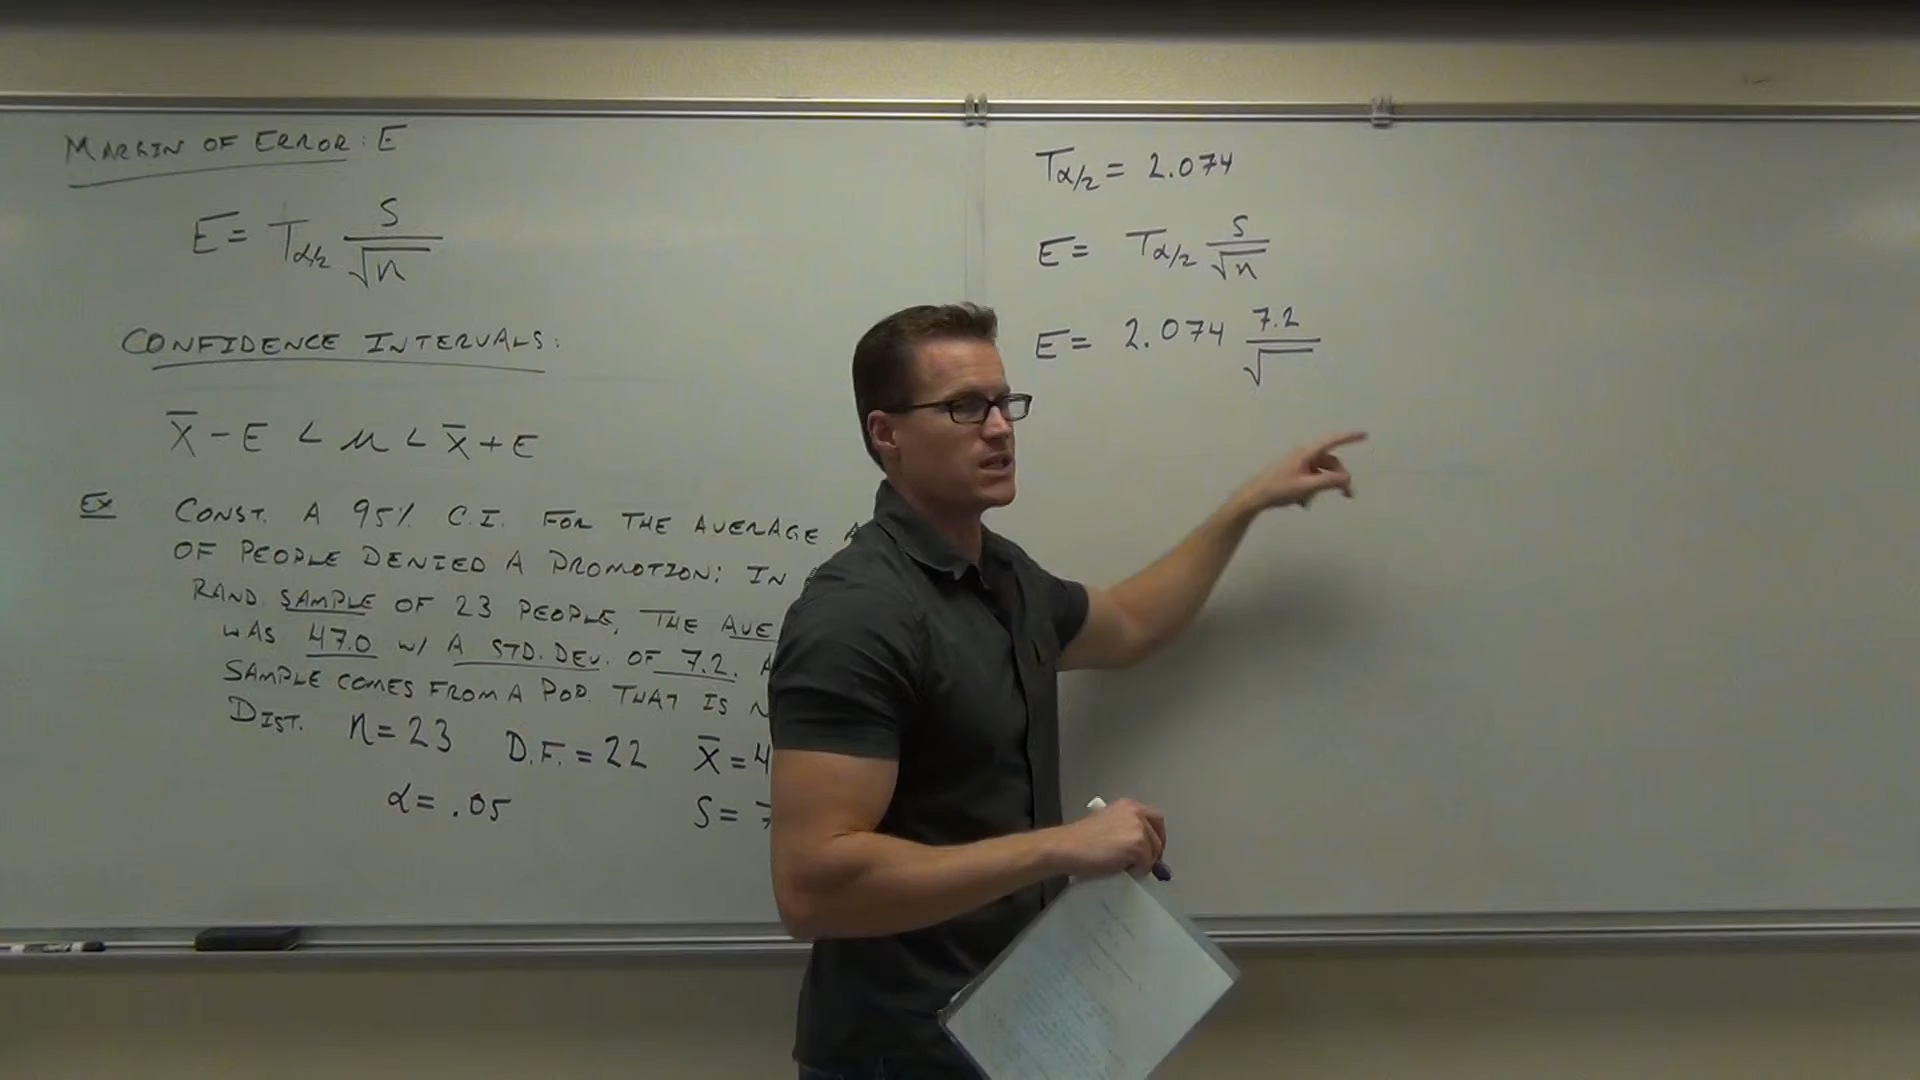 MARGIN OF ERROR: E
E = Tα/2 S/√n
CONFIDENCE INTERVALS:
X̄ - E < μ < X̄ + E
EX CONST. A 95% C.I. FOR THE AVERAGE
OF PEOPLE DENIED A PROMOTION: IN
RAND SAMPLE OF 23 PEOPLE, THE AVE
WAS 47.0 W/ A STD. DEV. OF 7.2.
SAMPLE COMES FROM A POP. THAT IS N
DIST. n = 23 D.F. = 22 X̄ = 4
α = .05 S = 7
Tα/2 = 2.074
E = Tα/2 S/√n
E = 2.074 7.2/√